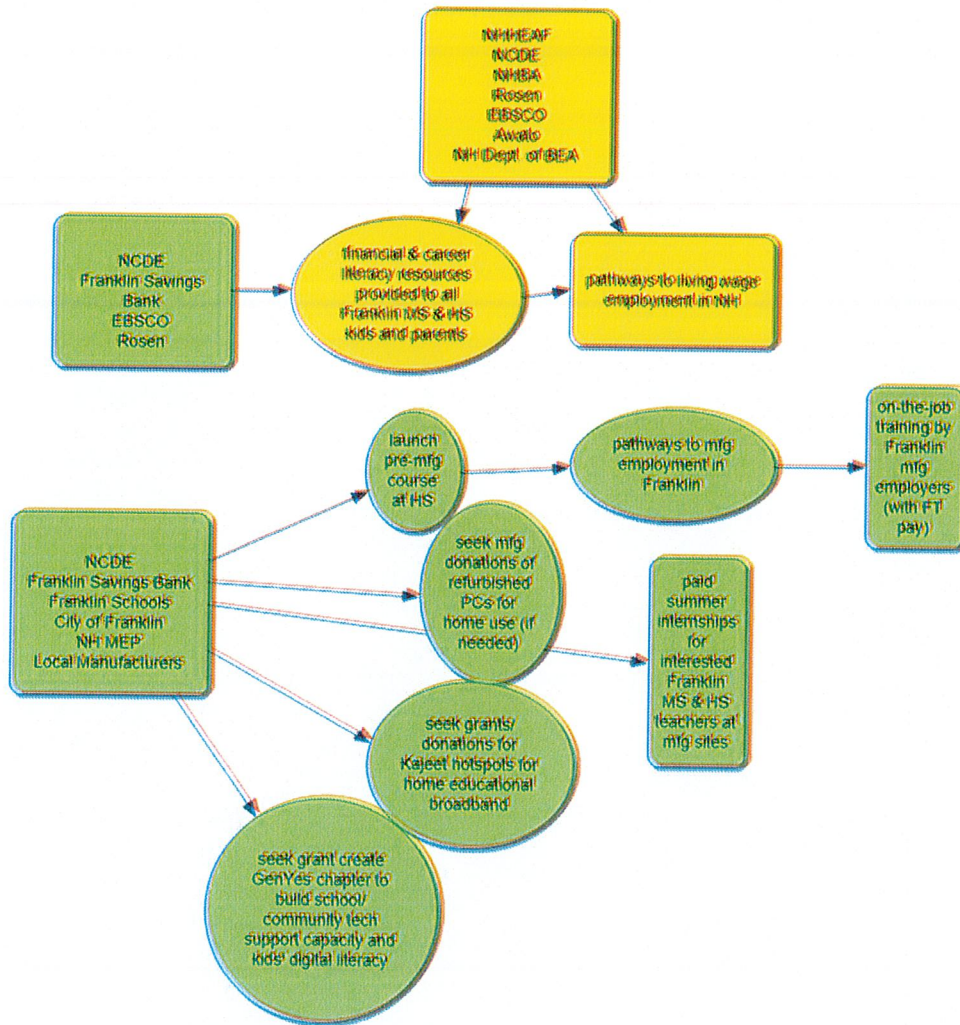 NHHEAF
NCDE
NHBA
Rosen
EBSCO
Awato
NH Dept. of BEA
NCDE
Franklin Savings
Bank
EBSCO
Rosen
financial & career
literacy resources
provided to all
Franklin MS & HS
kids and parents
pathways to living wage
employment in NH
launch
pre-mfg
course
at HS
pathways to mfg
employment in
Franklin
on-the-job
training by
Franklin
mfg
employers
(with FT
pay)
NCDE
Franklin Savings Bank
Franklin Schools
City of Franklin
NH MEP
Local Manufacturers
seek mfg
donations of
refurbished
PCs for
home use (if
needed)
paid
summer
internships
for
interested
Franklin
MS & HS
teachers at
mfg sites
seek grants/
donations for
Kajeet hotspots for
home educational
broadband
seek grant create
GenYes chapter to
build school/
community tech
support capacity and
kids' digital literacy